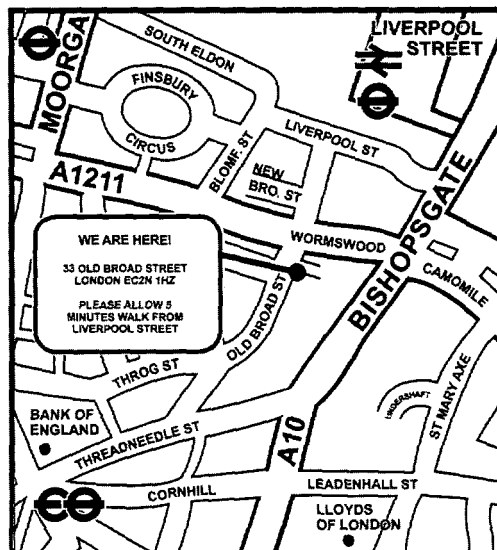 LIVERPOOL
STREET
SOUTH ELDON
MOORGA
FINSBURY
CIRCUS
LIVERPOOL ST
BLOMF. ST
NEW
BRO. ST
A1211
BISHOPSGATE
WORMSWOOD
CAMOMILE
WE ARE HERE!
33 OLD BROAD STREET
LONDON EC2N 1HZ
PLEASE ALLOW 5
MINUTES WALK FROM
LIVERPOOL STREET
OLD BROAD ST
THROG ST
UNDERSHAFT
ST MARY AXE
BANK OF
ENGLAND
THREADNEEDLE ST
A10
CORNHILL
LEADENHALL ST
LLOYDS
OF LONDON